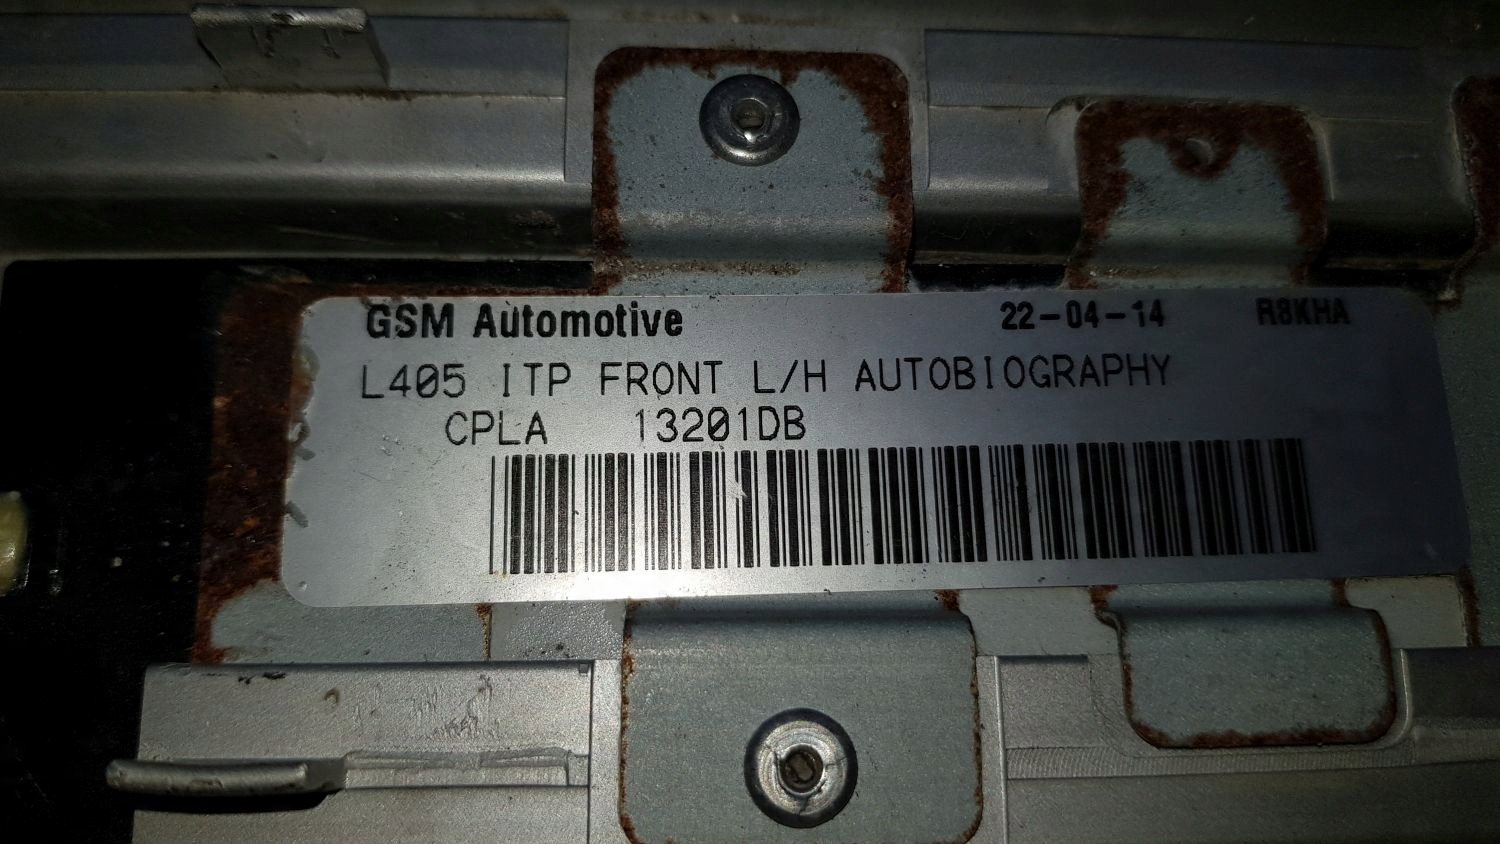 GSM Automotive 22-04-14 R8KHA
L405 ITP FRONT L/H AUTOBIOGRAPHY
CPLA 13201DB